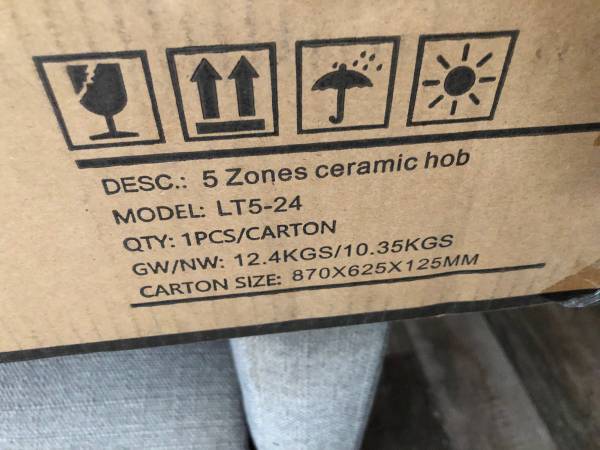 DESC.: 5 Zones ceramic hob
MODEL: LT5-24
QTY: 1PCS/CARTON
GW/NW: 12.4KGS/10.35KGS
CARTON SIZE: 870X625X125MM